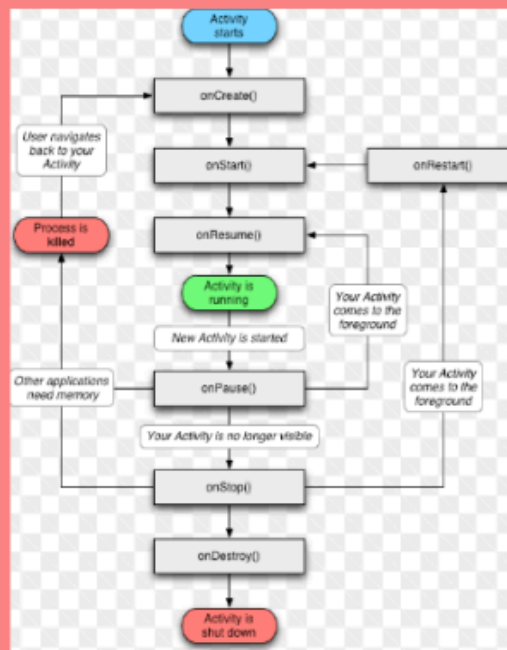 Activity
starts
onCreate()
User navigates
back to your
Activity
onStart()
onRestart()
Process is
killed
onResume()
Activity is
running
Your Activity
comes to the
foreground
New Activity is started
Other applications
need memory
onPause()
Your Activity
comes to the
foreground
Your Activity is no longer visible
onStop()
onDestroy()
Activity is
shut down